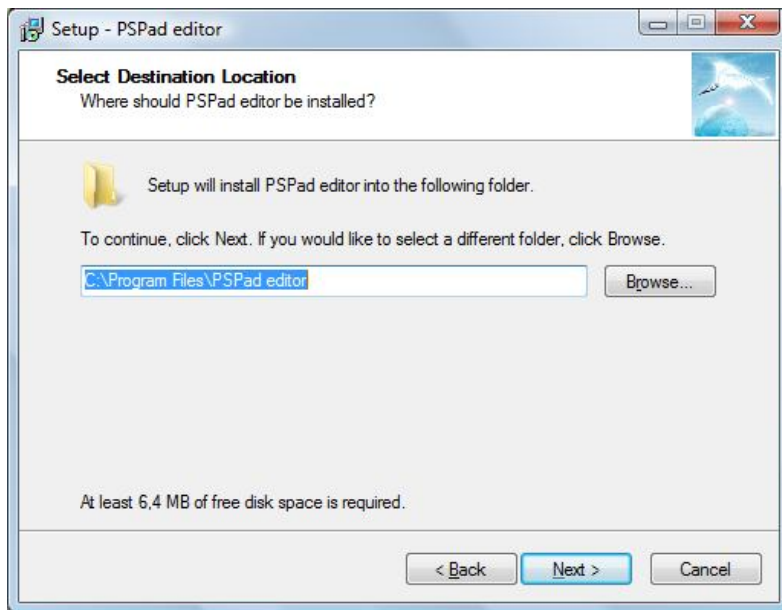 Setup - PSPad editor
Select Destination Location
Where should PSPad editor be installed?
Setup will install PSPad editor into the following folder.
To continue, click Next. If you would like to select a different folder, click Browse.
C:\Program Files\PSPad editor
Browse...
At least 6,4 MB of free disk space is required.
< Back
Next >
Cancel